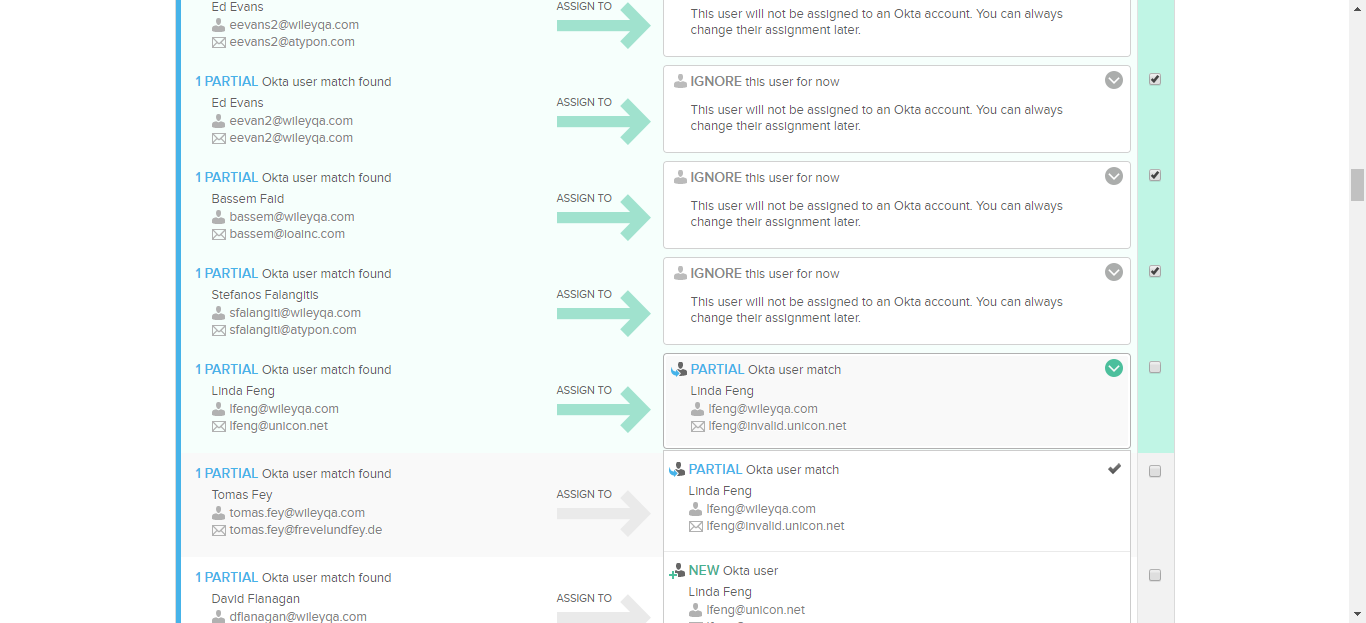 Ed Evans
eevans2@wileyqa.com
eevans2@atypon.com
ASSIGN TO
This user will not be assigned to an Okta account. You can always
change their assignment later.
1 PARTIAL Okta user match found
Ed Evans
eevan2@wileyqa.com
eevan2@wileyqa.com
ASSIGN TO
IGNORE this user for now
This user will not be assigned to an Okta account. You can always
change their assignment later.
1 PARTIAL Okta user match found
Bassem Faid
bassem@wileyqa.com
bassem@ioainc.com
ASSIGN TO
IGNORE this user for now
This user will not be assigned to an Okta account. You can always
change their assignment later.
1 PARTIAL Okta user match found
Stefanos Falangitis
sfalangiti@wileyqa.com
sfalangiti@atypon.com
ASSIGN TO
IGNORE this user for now
This user will not be assigned to an Okta account. You can always
change their assignment later.
1 PARTIAL Okta user match found
Linda Feng
lfeng@wileyqa.com
lfeng@unicon.net
ASSIGN TO
PARTIAL Okta user match
Linda Feng
lfeng@wileyqa.com
lfeng@invalid.unicon.net
1 PARTIAL Okta user match found
Tomas Fey
tomas.fey@wileyqa.com
tomas.fey@frevelundfey.de
ASSIGN TO
PARTIAL Okta user match
Linda Feng
lfeng@wileyqa.com
lfeng@invalid.unicon.net
1 PARTIAL Okta user match found
David Flanagan
dflanagan@wileyqa.com
ASSIGN TO
NEW Okta user
Linda Feng
lfeng@unicon.net